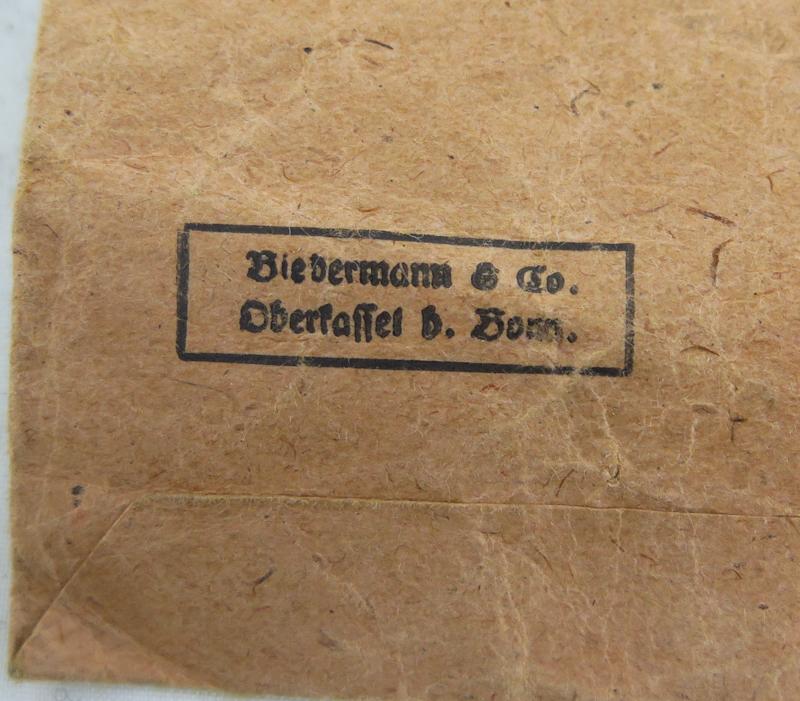 Biedermann & Co.
Oberkassel b. Bonn.